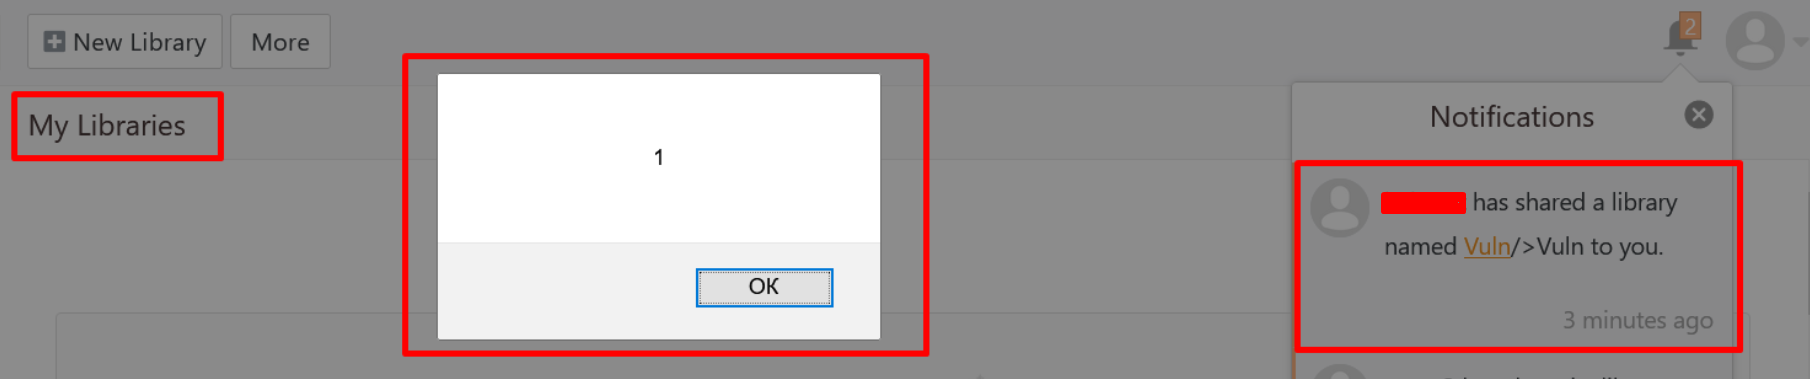 New Library
More
2
My Libraries
1
OK
Notifications
has shared a library
named Vuln/>Vuln to you.
3 minutes ago